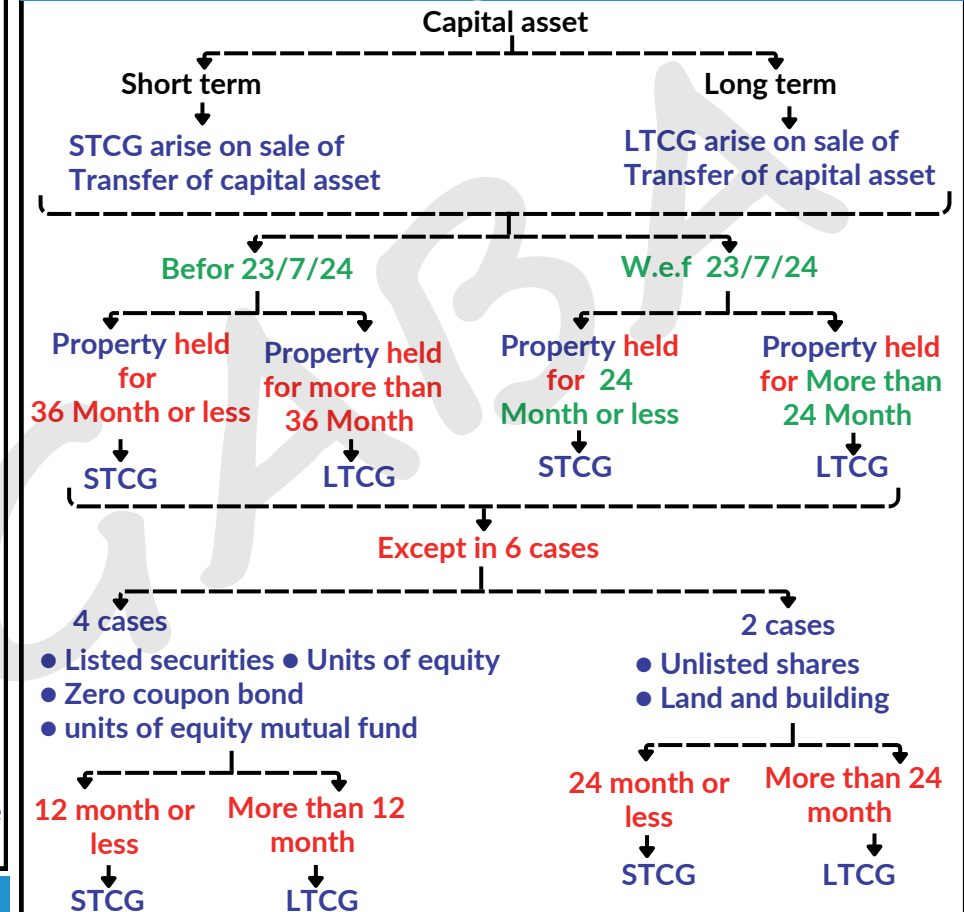 Capital asset
Short term
Long term
STCG arise on sale of
Transfer of capital asset
LTCG arise on sale of
Transfer of capital asset
Befor 23/7/24
W.e.f 23/7/24
Property held
for
36 Month or less
STCG
Property held
for more than
36 Month
LTCG
Property held
for 24
Month or less
STCG
Property held
for More than
24 Month
LTCG
Except in 6 cases
4 cases
● Listed securities ● Units of equity
● Zero coupon bond
● units of equity mutual fund
12 month or
less
STCG
More than 12
month
LTCG
2 cases
● Unlisted shares
● Land and building
24 month or
less
STCG
More than 24
month
LTCG
CABA